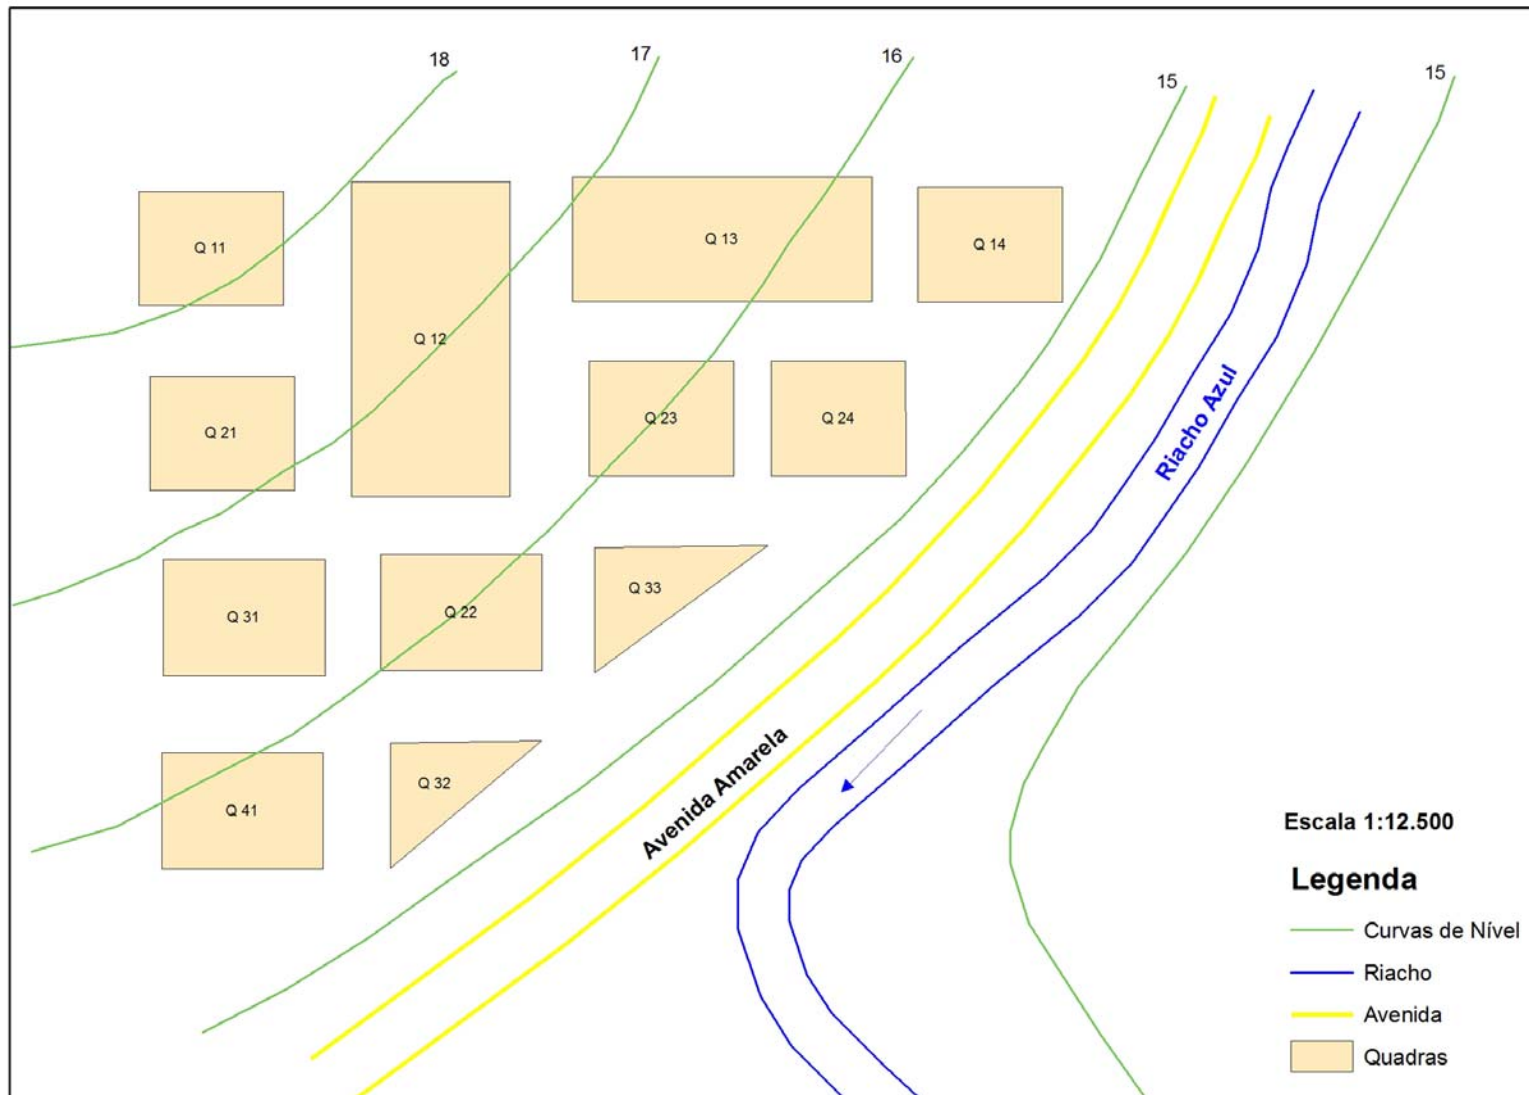 18
17
16
15
15
Q 11
Q 12
Q 13
Q 14
Q 21
Q 23
Q 24
Q 31
Q 22
Q 33
Q 41
Q 32
Riacho Azul
Avenida Amarela
Escala 1:12.500
Legenda
Curvas de Nível
Riacho
Avenida
Quadras